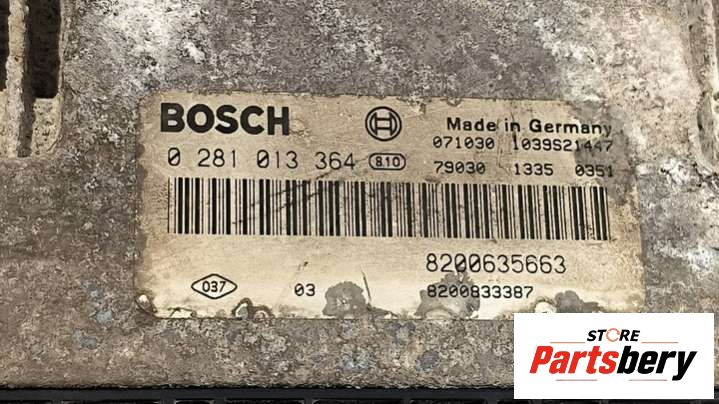 BOSCH
Made in Germany
071030 1039S21447
0 281 013 364 810
79030 1335 0351
8200635663
037 03 8200833387
STORE
Partsbery